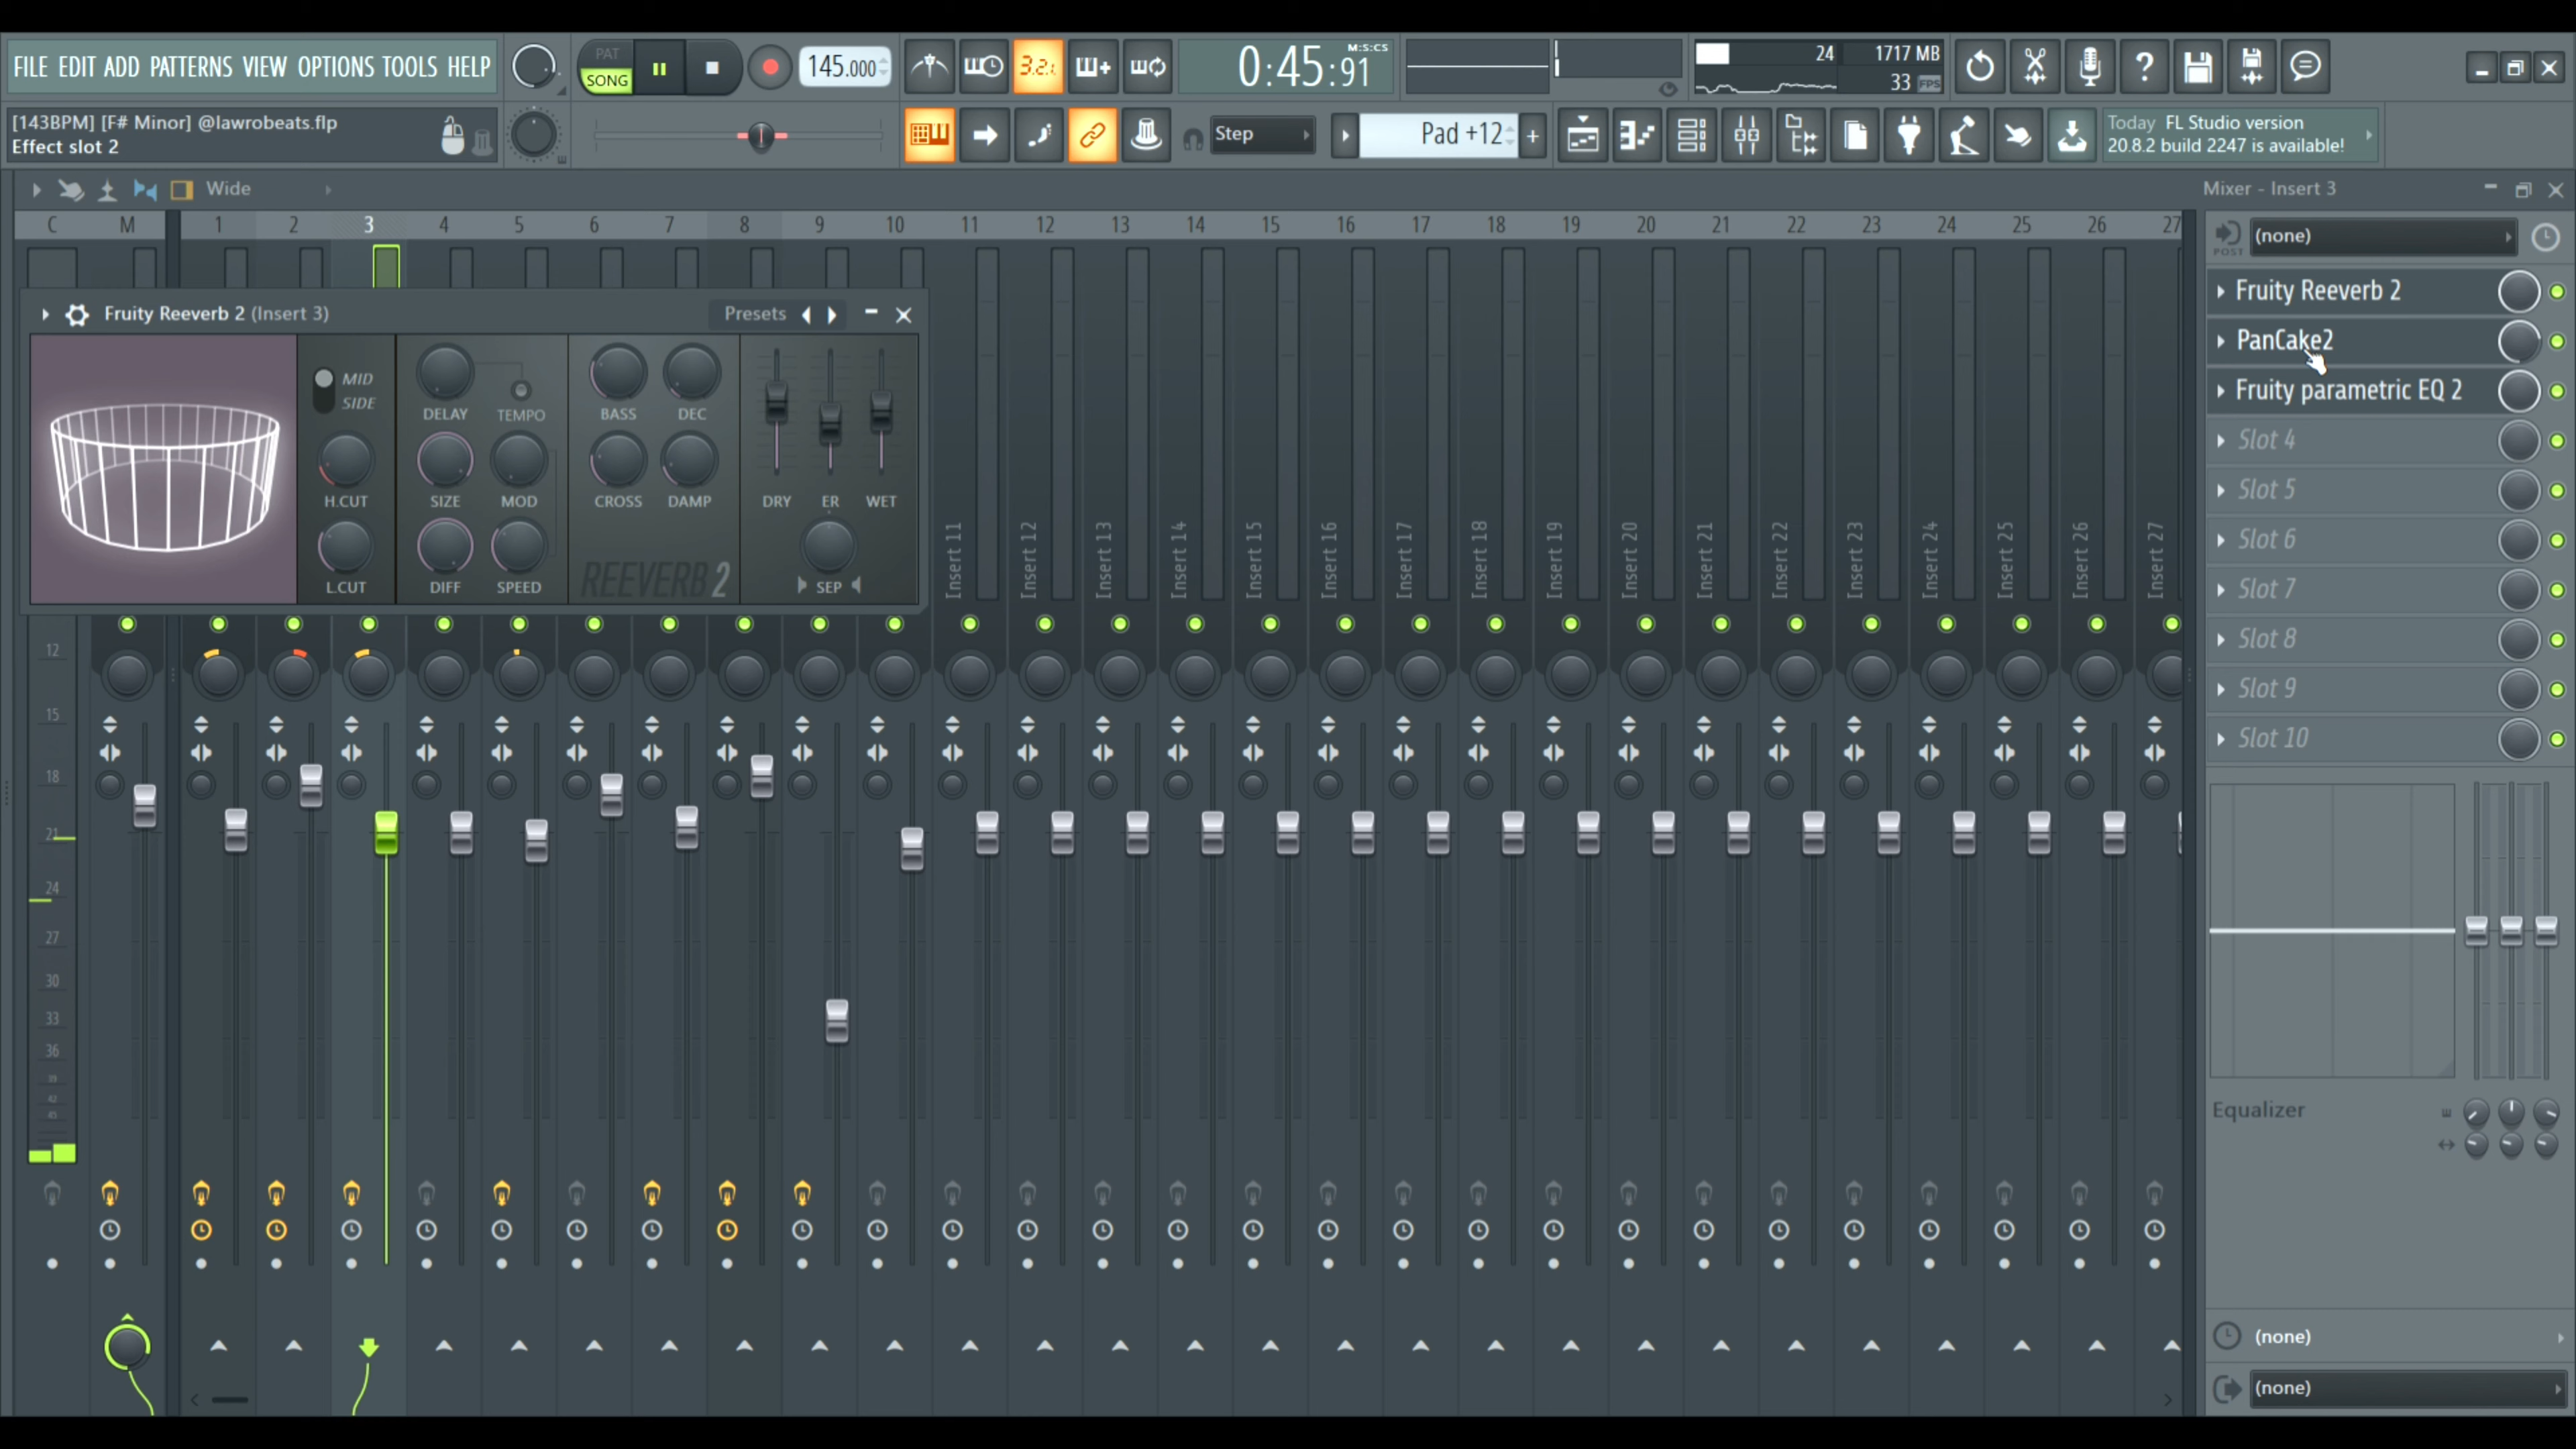 FILE EDIT ADD PATTERNS VIEW OPTIONS TOOLS HELP
PAT
SONG
145.000
3.2.
0:45:91
M:S:CS
24
1717 MB
33
FPS
[143BPM] [F# Minor] @lawrobeats.flp
Effect slot 2
Step
Pad +12
+
Today FL Studio version
20.8.2 build 2247 is available!
Wide
Mixer - Insert 3
C M 1 2 3 4 5 6 7 8 9 10 11 12 13 14 15 16 17 18 19 20 21 22 23 24 25 26 27
POST
(none)
Fruity Reeverb 2 (Insert 3)
Presets
MID
SIDE
H.CUT
L.CUT
DELAY
TEMPO
SIZE
MOD
DIFF
SPEED
BASS
DEC
CROSS
DAMP
REEVERB 2
DRY
ER
WET
SEP
Insert 11
Insert 12
Insert 13
Insert 14
Insert 15
Insert 16
Insert 17
Insert 18
Insert 19
Insert 20
Insert 21
Insert 22
Insert 23
Insert 24
Insert 25
Insert 26
Insert 27
12
15
18
21
24
27
30
33
36
39
42
45
Fruity Reeverb 2
PanCake2
Fruity parametric EQ 2
Slot 4
Slot 5
Slot 6
Slot 7
Slot 8
Slot 9
Slot 10
Equalizer
(none)
(none)